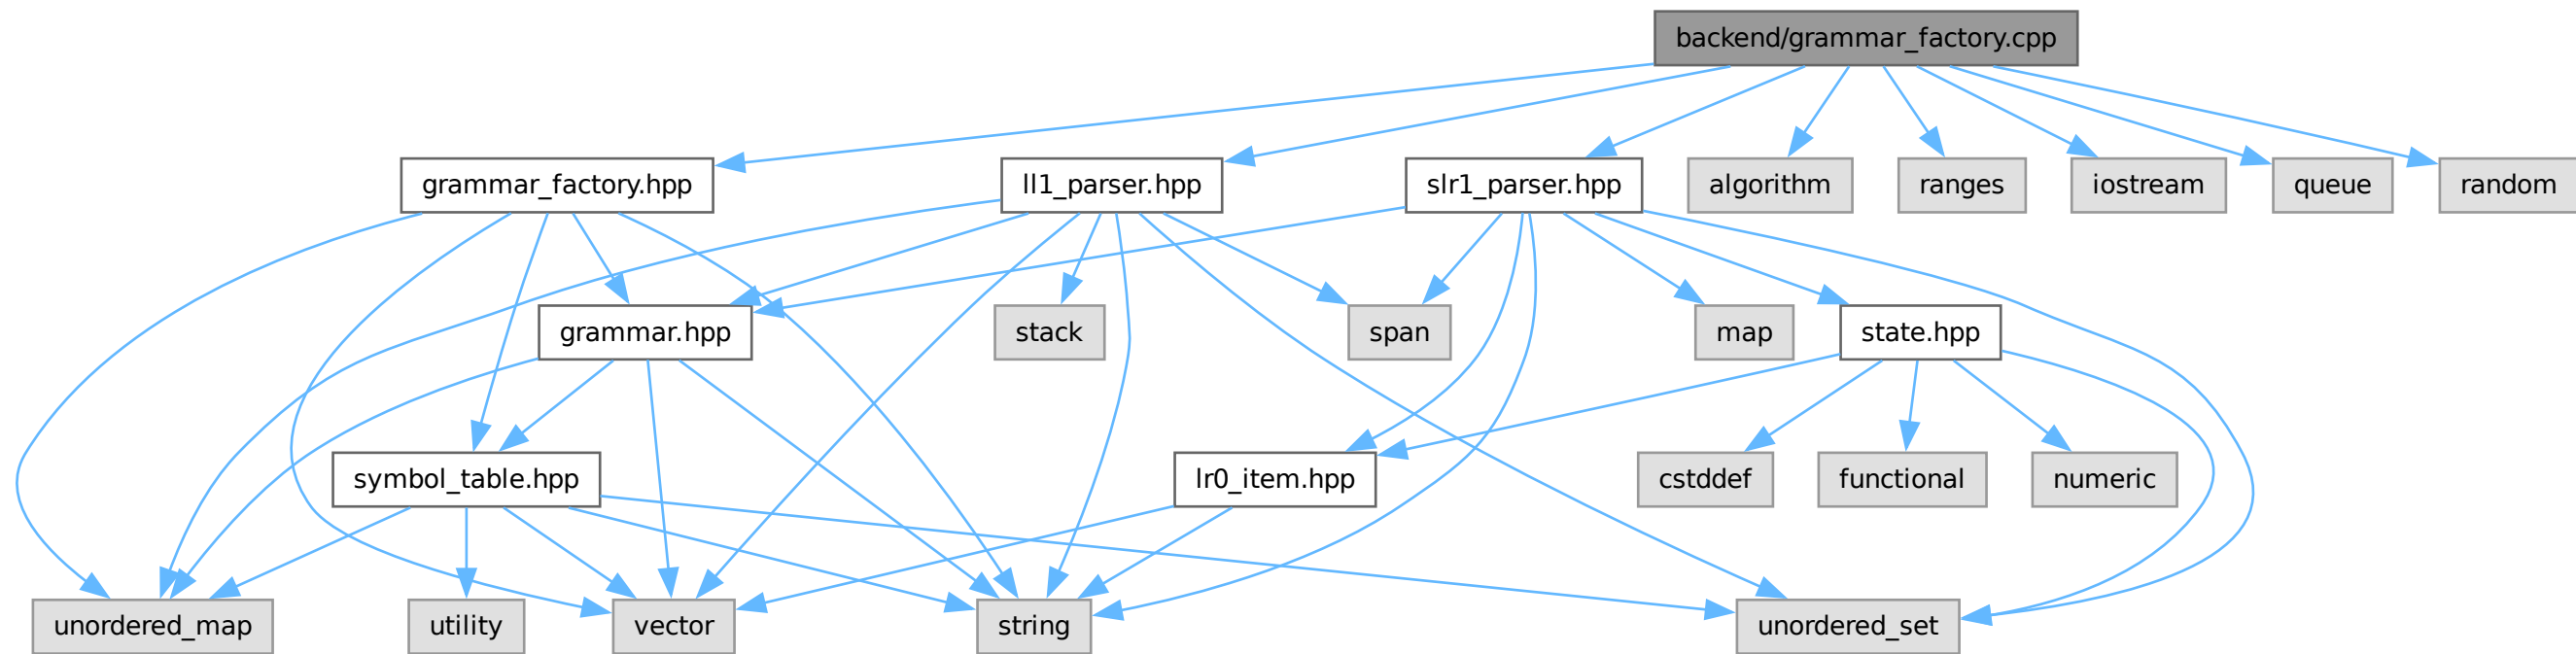 backend/grammar_factory.cpp
grammar_factory.hpp
ll1_parser.hpp
slr1_parser.hpp
algorithm
ranges
iostream
queue
random
grammar.hpp
stack
span
map
state.hpp
symbol_table.hpp
lr0_item.hpp
cstddef
functional
numeric
unordered_map
utility
vector
string
unordered_set